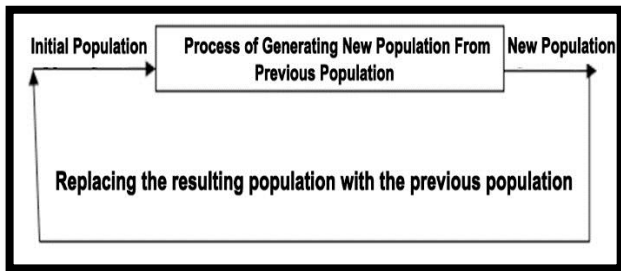 Initial Population
Process of Generating New Population From
Previous Population
New Population
Replacing the resulting population with the previous population